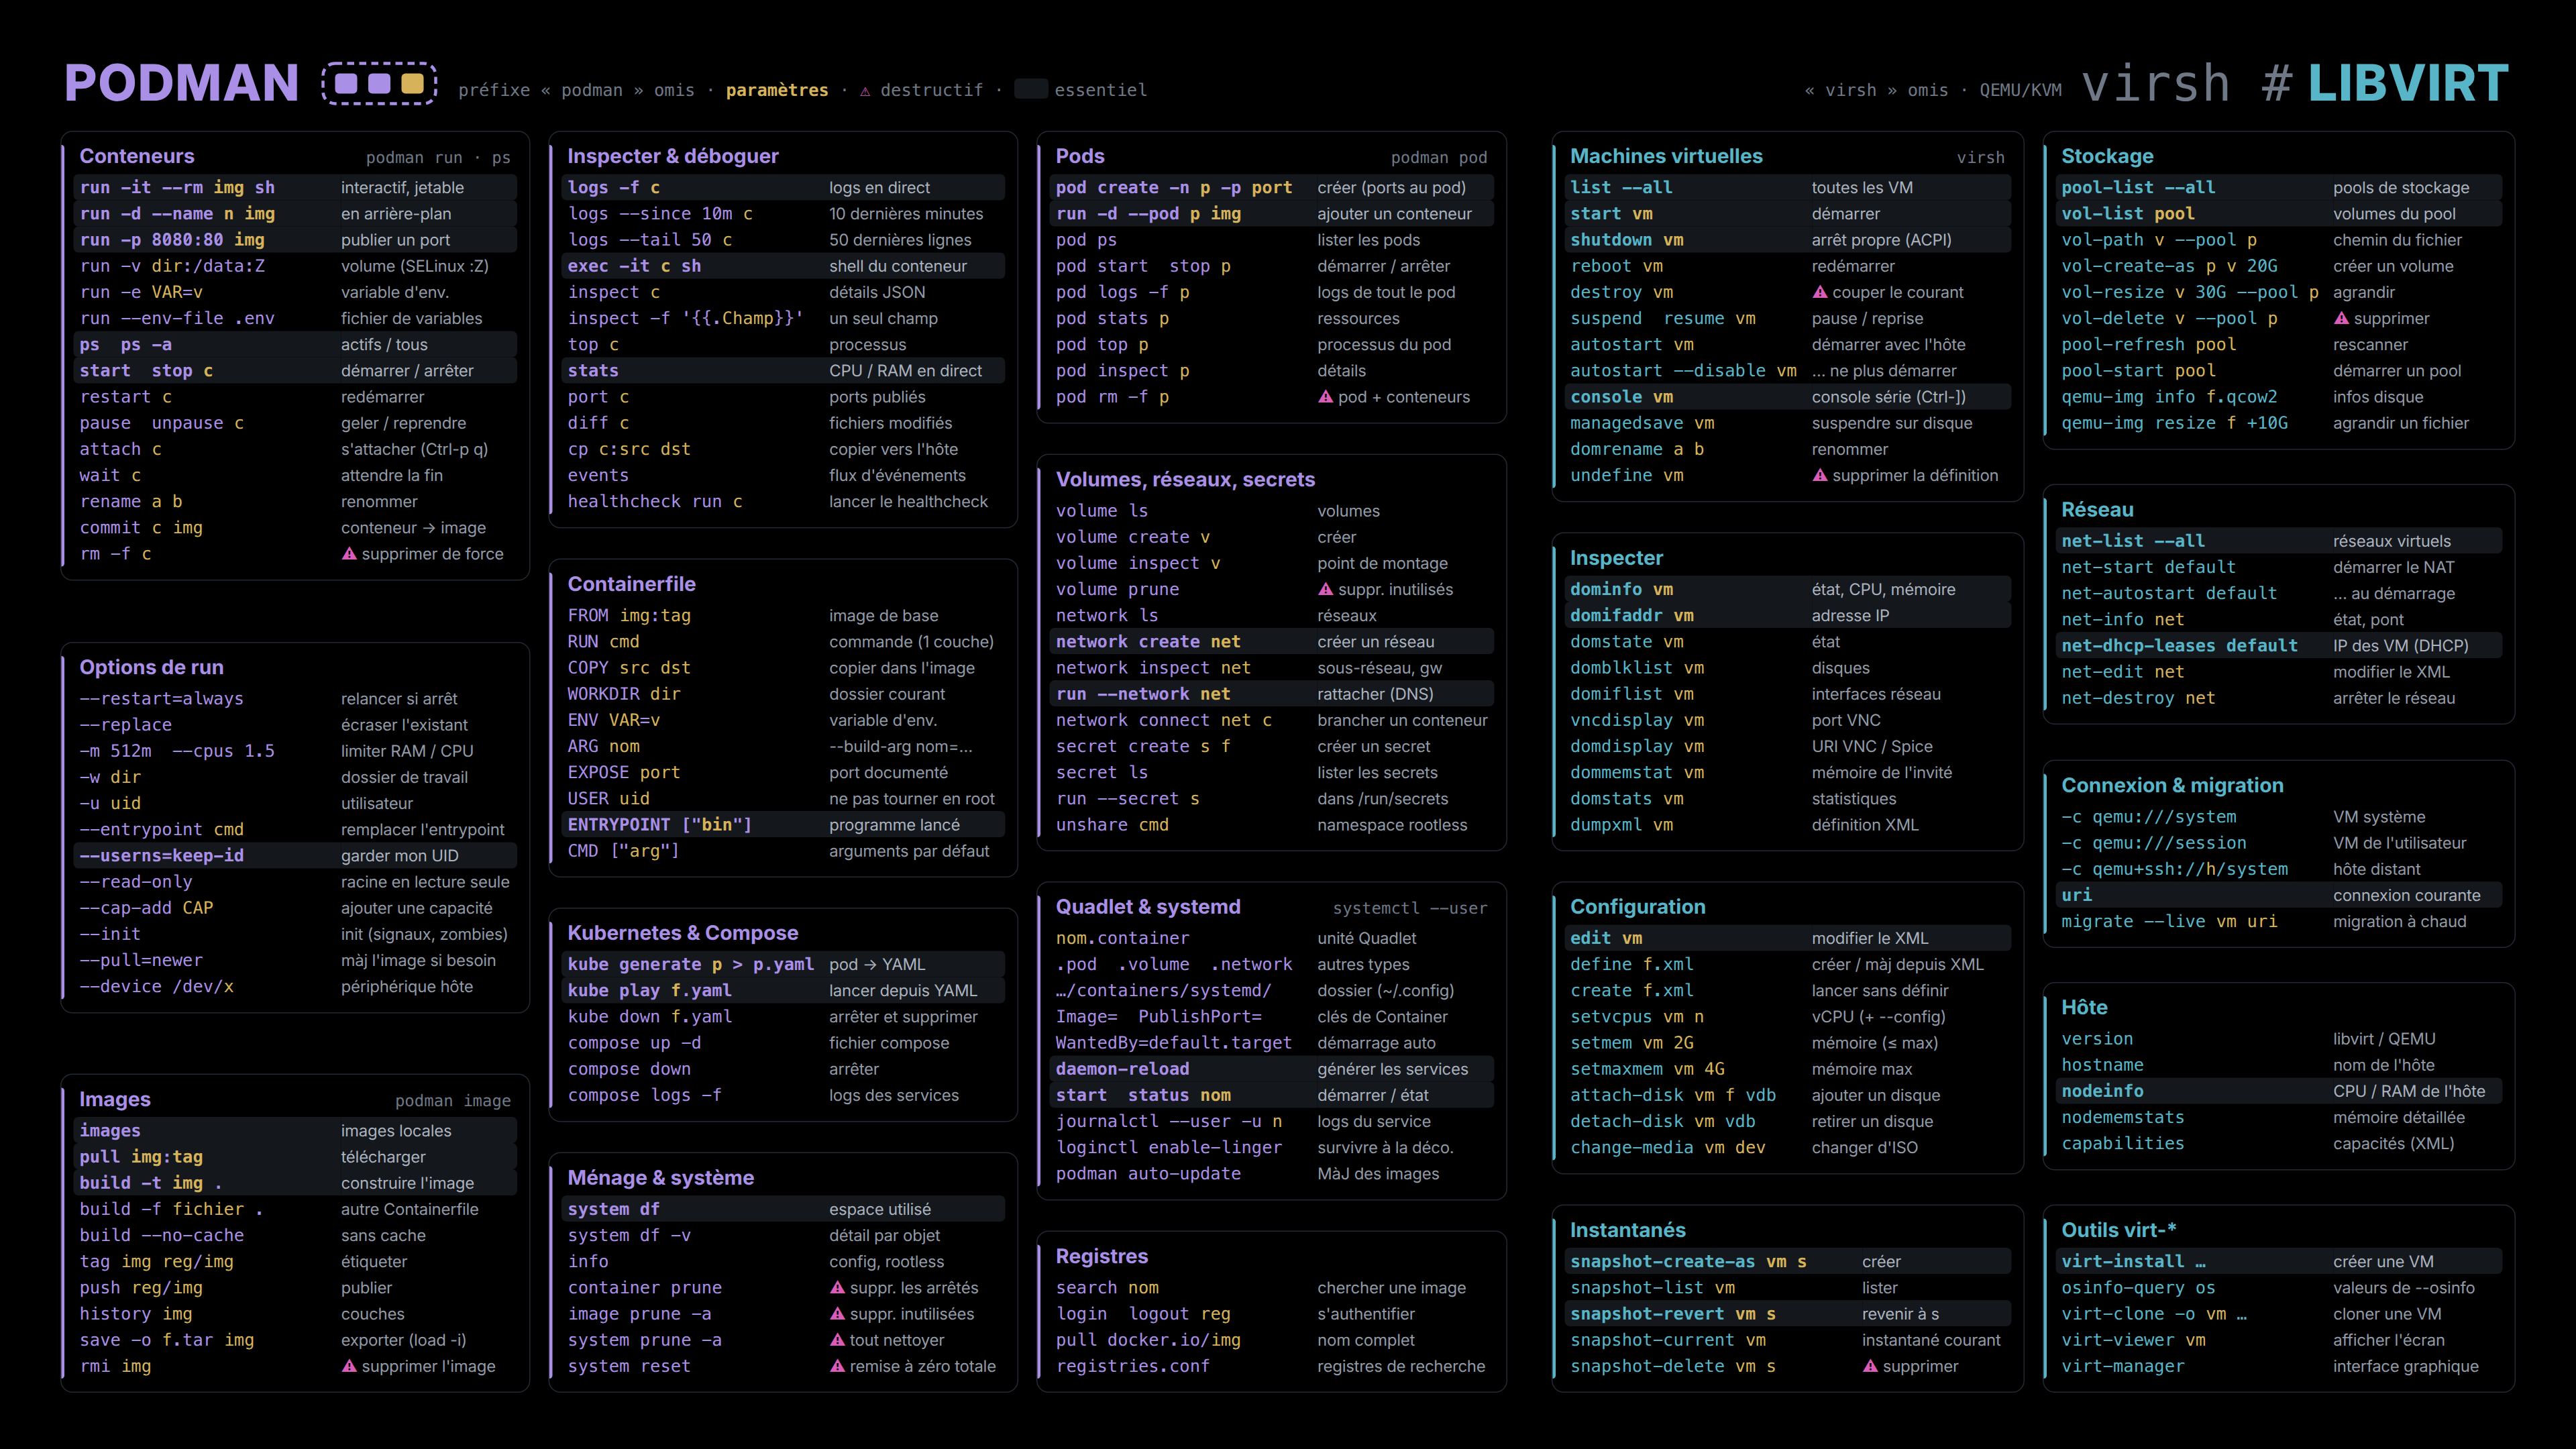 PODMAN préfixe « podman » omis · paramètres · ⚠ destructif · essentiel
« virsh » omis · QEMU/KVM virsh # LIBVIRT
Conteneurs podman run · ps
run -it --rm img sh interactif, jetable
run -d --name n img en arrière-plan
run -p 8080:80 img publier un port
run -v dir:/data:Z volume (SELinux :Z)
run -e VAR=v variable d'env.
run --env-file .env fichier de variables
ps ps -a actifs / tous
start stop c démarrer / arrêter
restart c redémarrer
pause unpause c geler / reprendre
attach c s'attacher (Ctrl-p q)
wait c attendre la fin
rename a b renommer
commit c img conteneur → image
rm -f c ⚠ supprimer de force
Options de run
--restart=always relancer si arrêt
--replace écraser l'existant
-m 512m --cpus 1.5 limiter RAM / CPU
-w dir dossier de travail
-u uid utilisateur
--entrypoint cmd remplacer l'entrypoint
--userns=keep-id garder mon UID
--read-only racine en lecture seule
--cap-add CAP ajouter une capacité
--init init (signaux, zombies)
--pull=newer màj l'image si besoin
--device /dev/x périphérique hôte
Images podman image
images images locales
pull img:tag télécharger
build -t img . construire l'image
build -f fichier . autre Containerfile
build --no-cache sans cache
tag img reg/img étiqueter
push reg/img publier
history img couches
save -o f.tar img exporter (load -i)
rmi img ⚠ supprimer l'image
Inspecter & déboguer
logs -f c logs en direct
logs --since 10m c 10 dernières minutes
logs --tail 50 c 50 dernières lignes
exec -it c sh shell du conteneur
inspect c détails JSON
inspect -f '{{.Champ}}' un seul champ
top c processus
stats CPU / RAM en direct
port c ports publiés
diff c fichiers modifiés
cp c:src dst copier vers l'hôte
events flux d'événements
healthcheck run c lancer le healthcheck
Containerfile
FROM img:tag image de base
RUN cmd commande (1 couche)
COPY src dst copier dans l'image
WORKDIR dir dossier courant
ENV VAR=v variable d'env.
ARG nom --build-arg nom=…
EXPOSE port port documenté
USER uid ne pas tourner en root
ENTRYPOINT ["bin"] programme lancé
CMD ["arg"] arguments par défaut
Kubernetes & Compose
kube generate p > p.yaml pod → YAML
kube play f.yaml lancer depuis YAML
kube down f.yaml arrêter et supprimer
compose up -d fichier compose
compose down arrêter
compose logs -f logs des services
Ménage & système
system df espace utilisé
system df -v détail par objet
info config, rootless
container prune ⚠ suppr. les arrêtés
image prune -a ⚠ suppr. inutilisées
system prune -a ⚠ tout nettoyer
system reset ⚠ remise à zéro totale
Pods podman pod
pod create -n p -p port créer (ports au pod)
run -d --pod p img ajouter un conteneur
pod ps lister les pods
pod start stop p démarrer / arrêter
pod logs -f p logs de tout le pod
pod stats p ressources
pod top p processus du pod
pod inspect p détails
pod rm -f p ⚠ pod + conteneurs
Volumes, réseaux, secrets
volume ls volumes
volume create v créer
volume inspect v point de montage
volume prune ⚠ suppr. inutilisés
network ls réseaux
network create net créer un réseau
network inspect net sous-réseau, gw
run --network net rattacher (DNS)
network connect net c brancher un conteneur
secret create s f créer un secret
secret ls lister les secrets
run --secret s dans /run/secrets
unshare cmd namespace rootless
Quadlet & systemd systemctl --user
nom.container unité Quadlet
.pod .volume .network autres types
…/containers/systemd/ dossier (~/.config)
Image= PublishPort= clés de Container
WantedBy=default.target démarrage auto
daemon-reload générer les services
start status nom démarrer / état
journalctl --user -u n logs du service
loginctl enable-linger survivre à la déco.
podman auto-update MàJ des images
Registres
search nom chercher une image
login logout reg s'authentifier
pull docker.io/img nom complet
registries.conf registres de recherche
Machines virtuelles virsh
list --all toutes les VM
start vm démarrer
shutdown vm arrêt propre (ACPI)
reboot vm redémarrer
destroy vm ⚠ couper le courant
suspend resume vm pause / reprise
autostart vm démarrer avec l'hôte
autostart --disable vm … ne plus démarrer
console vm console série (Ctrl-])
managedsave vm suspendre sur disque
domrename a b renommer
undefine vm ⚠ supprimer la définition
Inspecter
dominfo vm état, CPU, mémoire
domifaddr vm adresse IP
domstate vm état
domblklist vm disques
domiflist vm interfaces réseau
vncdisplay vm port VNC
domdisplay vm URI VNC / Spice
dommemstat vm mémoire de l'invité
domstats vm statistiques
dumpxml vm définition XML
Configuration
edit vm modifier le XML
define f.xml créer / màj depuis XML
create f.xml lancer sans définir
setvcpus vm n vCPU (+ --config)
setmem vm 2G mémoire (≤ max)
setmaxmem vm 4G mémoire max
attach-disk vm f vdb ajouter un disque
detach-disk vm vdb retirer un disque
change-media vm dev changer d'ISO
Instantanés
snapshot-create-as vm s créer
snapshot-list vm lister
snapshot-revert vm s revenir à s
snapshot-current vm instantané courant
snapshot-delete vm s ⚠ supprimer
Stockage
pool-list --all pools de stockage
vol-list pool volumes du pool
vol-path v --pool p chemin du fichier
vol-create-as p v 20G créer un volume
vol-resize v 30G --pool p agrandir
vol-delete v --pool p ⚠ supprimer
pool-refresh pool rescanner
pool-start pool démarrer un pool
qemu-img info f.qcow2 infos disque
qemu-img resize f +10G agrandir un fichier
Réseau
net-list --all réseaux virtuels
net-start default démarrer le NAT
net-autostart default … au démarrage
net-info net état, pont
net-dhcp-leases default IP des VM (DHCP)
net-edit net modifier le XML
net-destroy net arrêter le réseau
Connexion & migration
-c qemu:///system VM système
-c qemu:///session VM de l'utilisateur
-c qemu+ssh://h/system hôte distant
uri connexion courante
migrate --live vm uri migration à chaud
Hôte
version libvirt / QEMU
hostname nom de l'hôte
nodeinfo CPU / RAM de l'hôte
nodememstats mémoire détaillée
capabilities capacités (XML)
Outils virt-*
virt-install … créer une VM
osinfo-query os valeurs de --osinfo
virt-clone -o vm … cloner une VM
virt-viewer vm afficher l'écran
virt-manager interface graphique